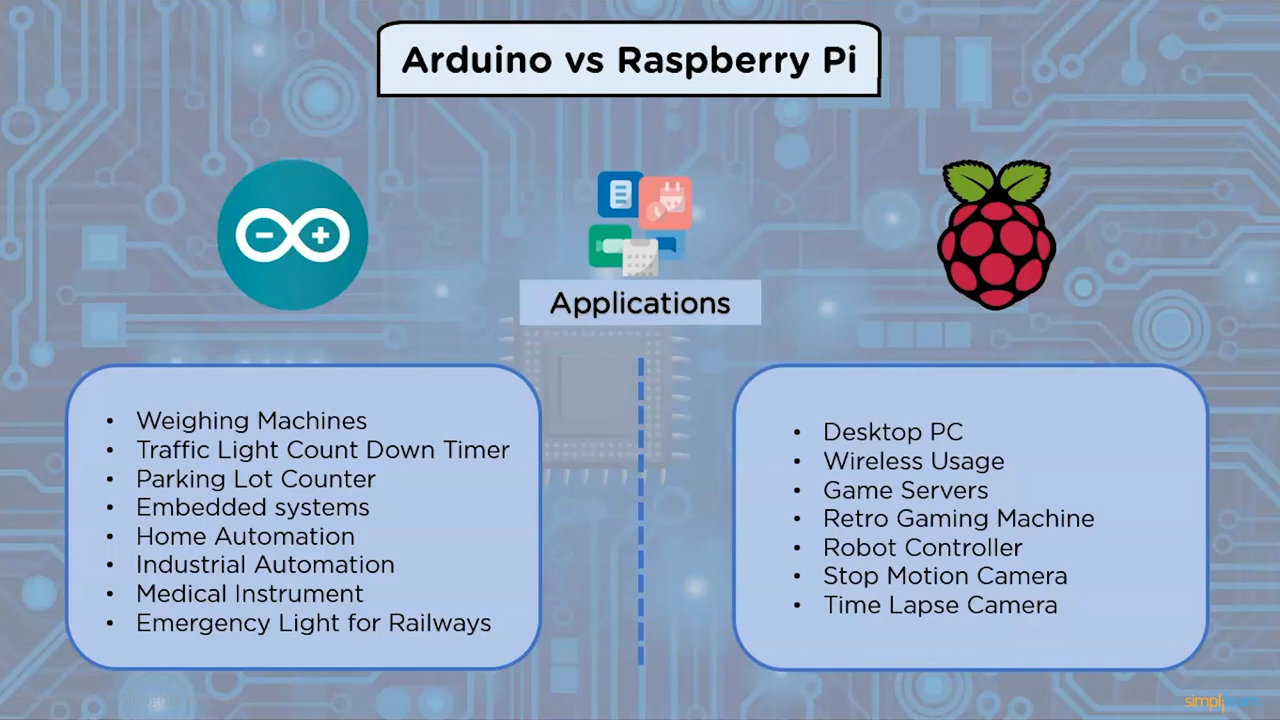 Arduino vs Raspberry Pi
Applications
• Weighing Machines
• Traffic Light Count Down Timer
• Parking Lot Counter
• Embedded systems
• Home Automation
• Industrial Automation
• Medical Instrument
• Emergency Light for Railways
• Desktop PC
• Wireless Usage
• Game Servers
• Retro Gaming Machine
• Robot Controller
• Stop Motion Camera
• Time Lapse Camera
simplilearn